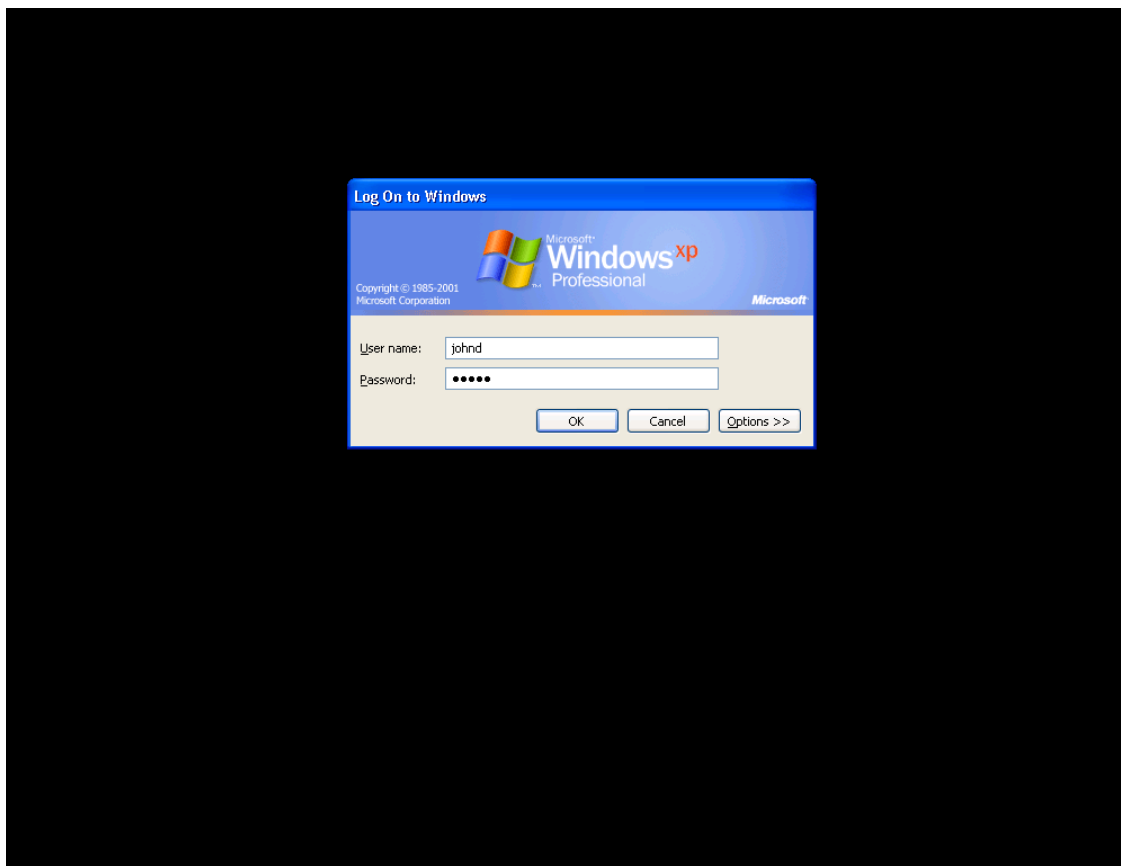 Log On to Windows
Microsoft
Windows xp
Professional
Copyright © 1985-2001
Microsoft Corporation
Microsoft
User name: johnd
Password: •••••
OK Cancel Options >>